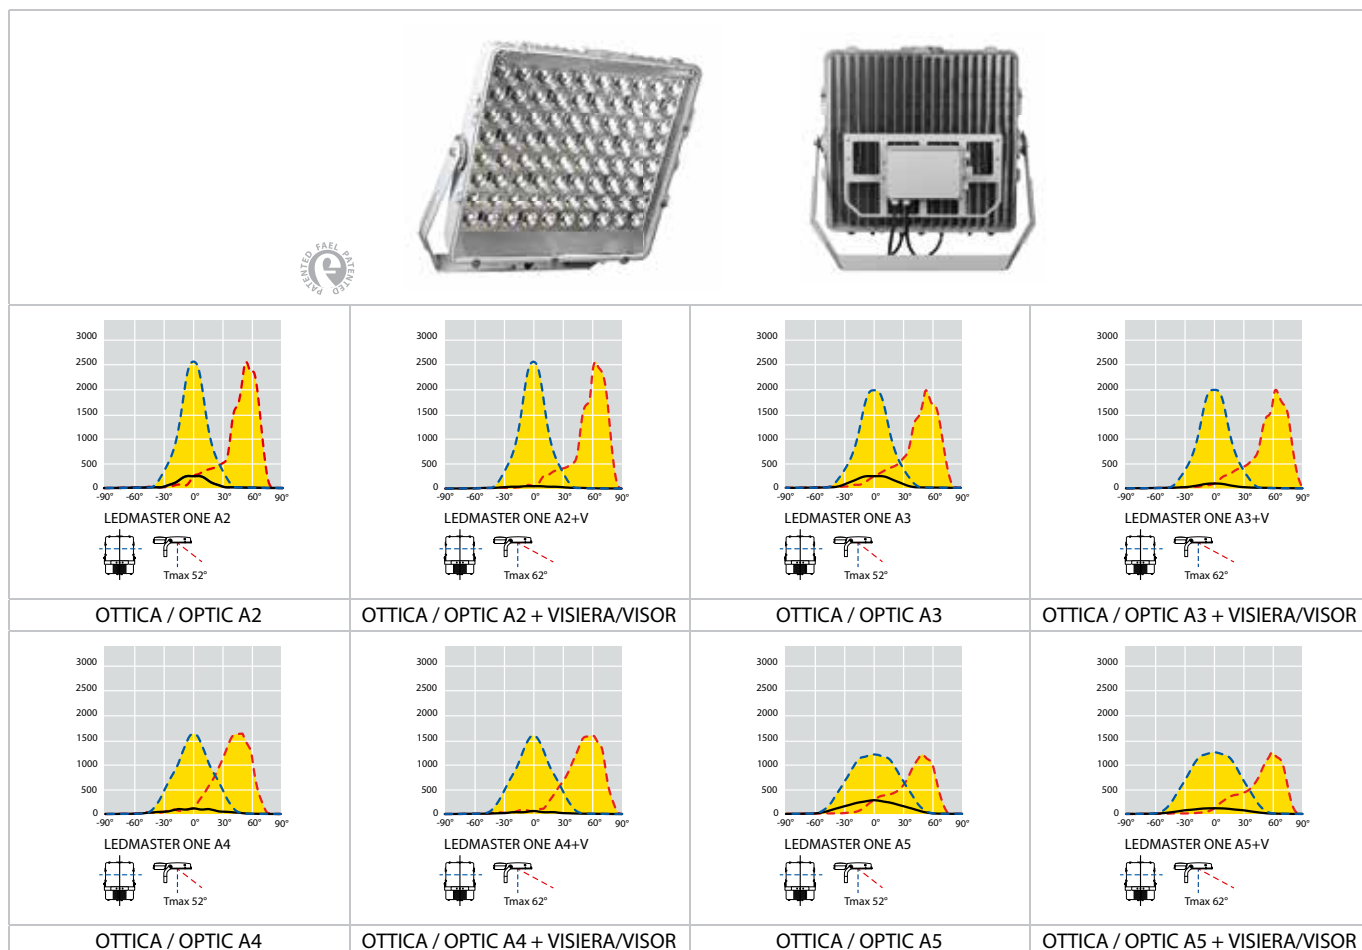 PATENTED FAEL PATENTED
3000
2500
2000
1500
1000
500
0
-90° -60° -30° 0° 30° 60° 90°
LEDMASTER ONE A2
Tmax 52°
3000
2500
2000
1500
1000
500
0
-90° -60° -30° 0° 30° 60° 90°
LEDMASTER ONE A2+V
Tmax 62°
3000
2500
2000
1500
1000
500
0
-90° -60° -30° 0° 30° 60° 90°
LEDMASTER ONE A3
Tmax 52°
3000
2500
2000
1500
1000
500
0
-90° -60° -30° 0° 30° 60° 90°
LEDMASTER ONE A3+V
Tmax 62°
OTTICA / OPTIC A2
OTTICA / OPTIC A2 + VISIERA/VISOR
OTTICA / OPTIC A3
OTTICA / OPTIC A3 + VISIERA/VISOR
3000
2500
2000
1500
1000
500
0
-90° -60° -30° 0° 30° 60° 90°
LEDMASTER ONE A4
Tmax 52°
3000
2500
2000
1500
1000
500
0
-90° -60° -30° 0° 30° 60° 90°
LEDMASTER ONE A4+V
Tmax 62°
3000
2500
2000
1500
1000
500
0
-90° -60° -30° 0° 30° 60° 90°
LEDMASTER ONE A5
Tmax 52°
3000
2500
2000
1500
1000
500
0
-90° -60° -30° 0° 30° 60° 90°
LEDMASTER ONE A5+V
Tmax 62°
OTTICA / OPTIC A4
OTTICA / OPTIC A4 + VISIERA/VISOR
OTTICA / OPTIC A5
OTTICA / OPTIC A5 + VISIERA/VISOR